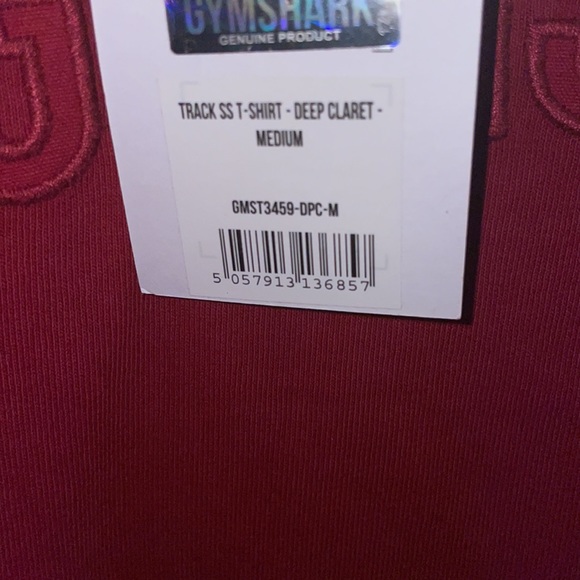 GYMSHARK
GENUINE PRODUCT
TRACK SS T-SHIRT - DEEP CLARET -
MEDIUM
GMST3459-DPC-M
5 057913 136857